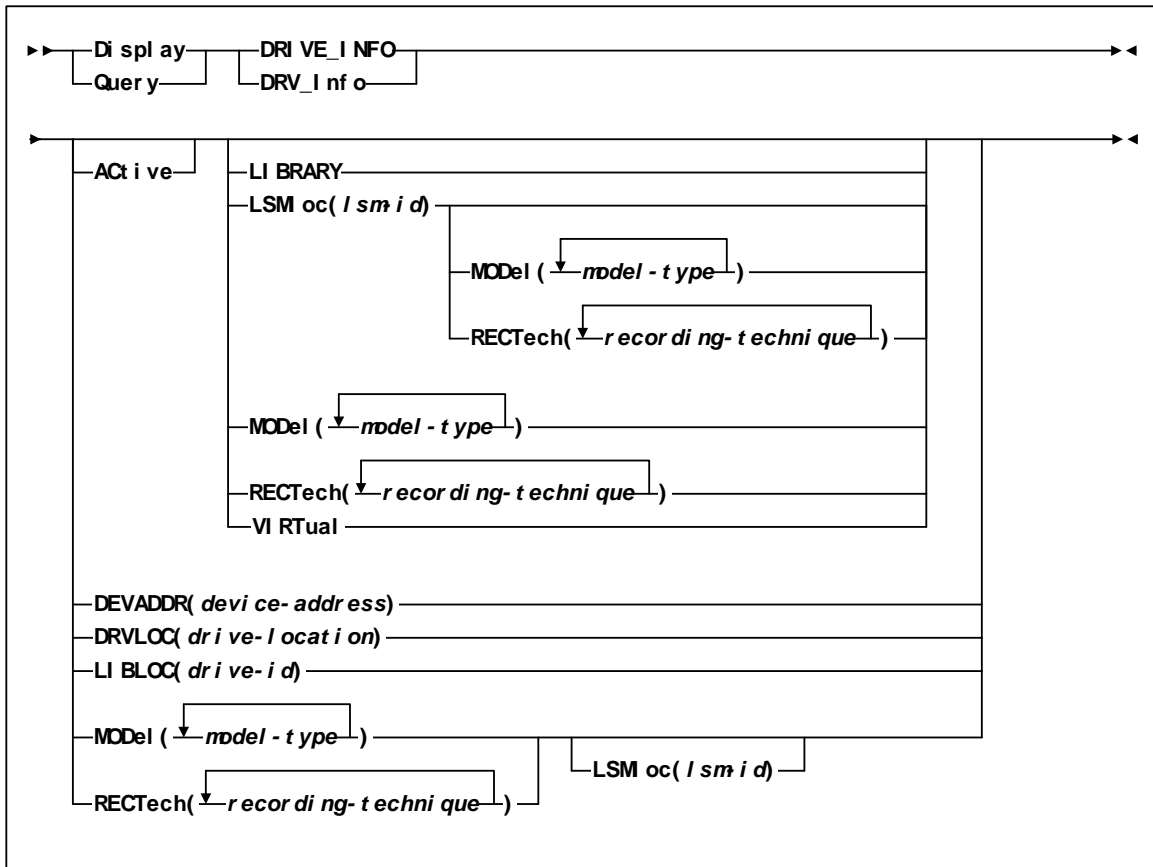 Display DRIVE_INFO
Query DRV_Info
ACtive
LIBRARY
LSMloc(lsm-id)
MODel(model-type)
RECTech(recording-technique)
MODel(model-type)
RECTech(recording-technique)
VIRTual
DEVADDR(device-address)
DRVLOC(drive-location)
LIBLOC(drive-id)
MODel(model-type)
LSMloc(lsm-id)
RECTech(recording-technique)